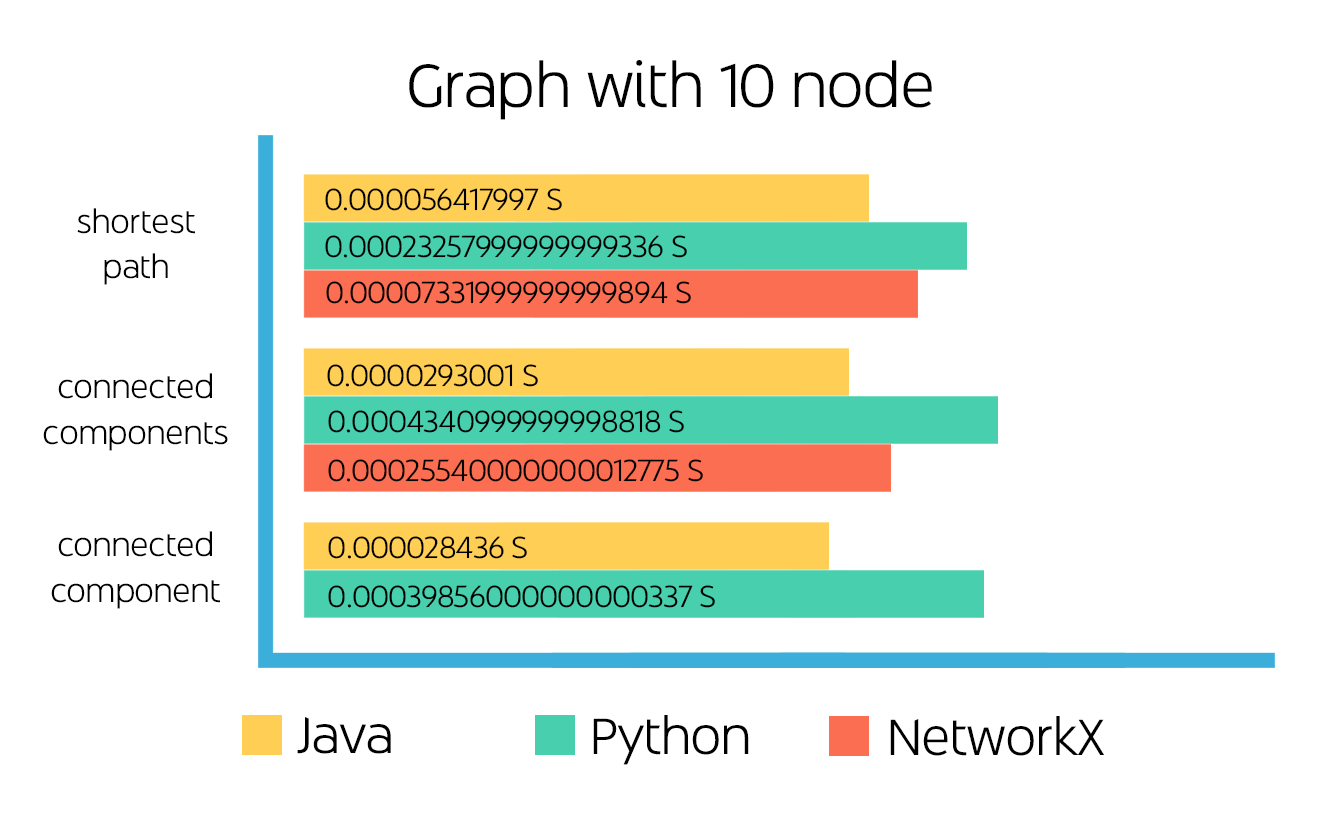 Graph with 10 node
shortest
path
0.000056417997 S
0.00023257999999999336 S
0.00007331999999999894 S
connected
components
0.0000293001 S
0.0004340999999998818 S
0.00025540000000012775 S
connected
component
0.000028436 S
0.00039856000000000337 S
Java
Python
NetworkX